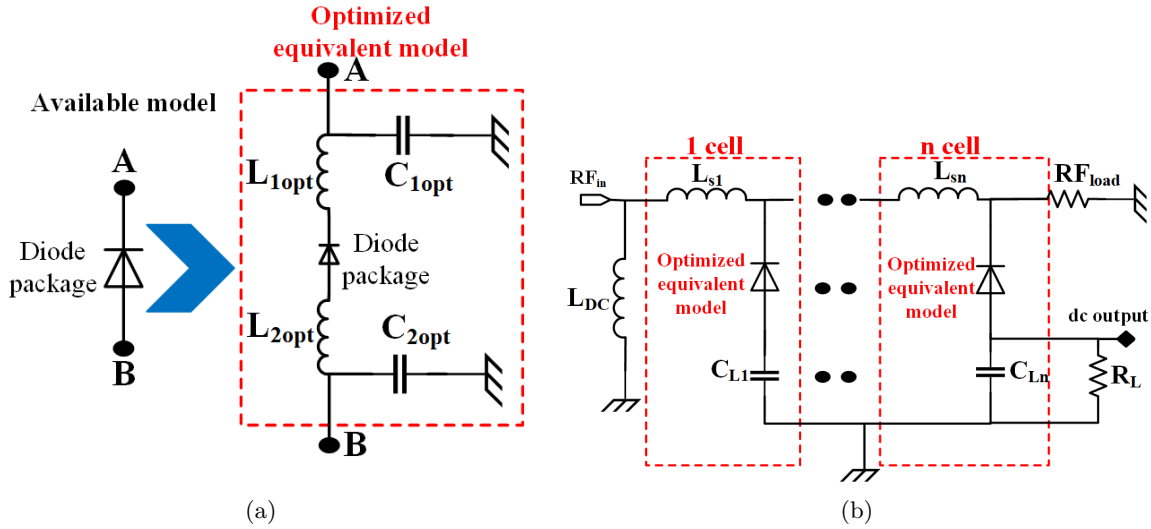 Available model
A
Diode
package
B
Optimized
equivalent model
A
L1opt
C1opt
Diode
package
L2opt
C2opt
B
(a)
1 cell
n cell
RFin
Ls1
Lsn
RFload
LDC
Optimized
equivalent
model
Optimized
equivalent
model
dc output
CL1
CLn
RL
(b)